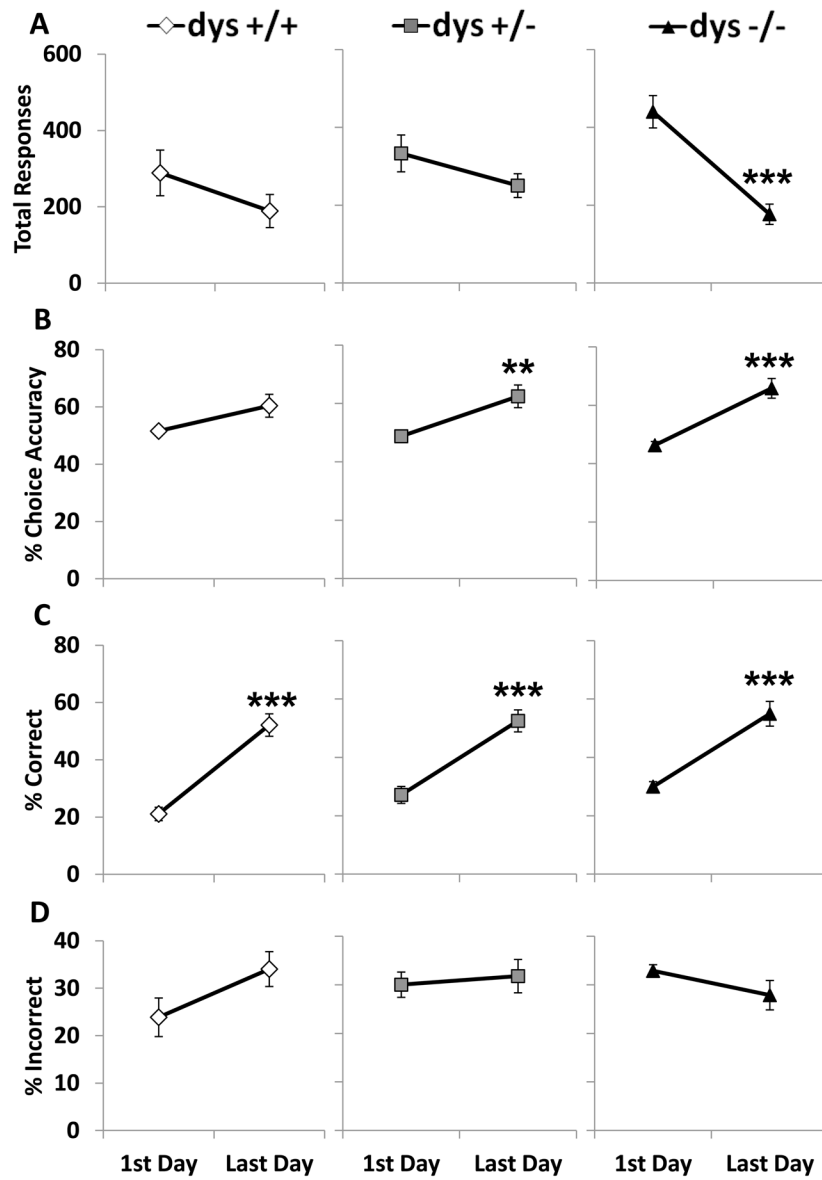 A
dys +/+
dys +/-
dys -/-
Total Responses
600
400
200
0
***
B
% Choice Accuracy
80
60
40
20
0
**
***
C
% Correct
80
60
40
20
0
***
***
***
D
% Incorrect
40
30
20
10
0
1st Day Last Day
1st Day Last Day
1st Day Last Day